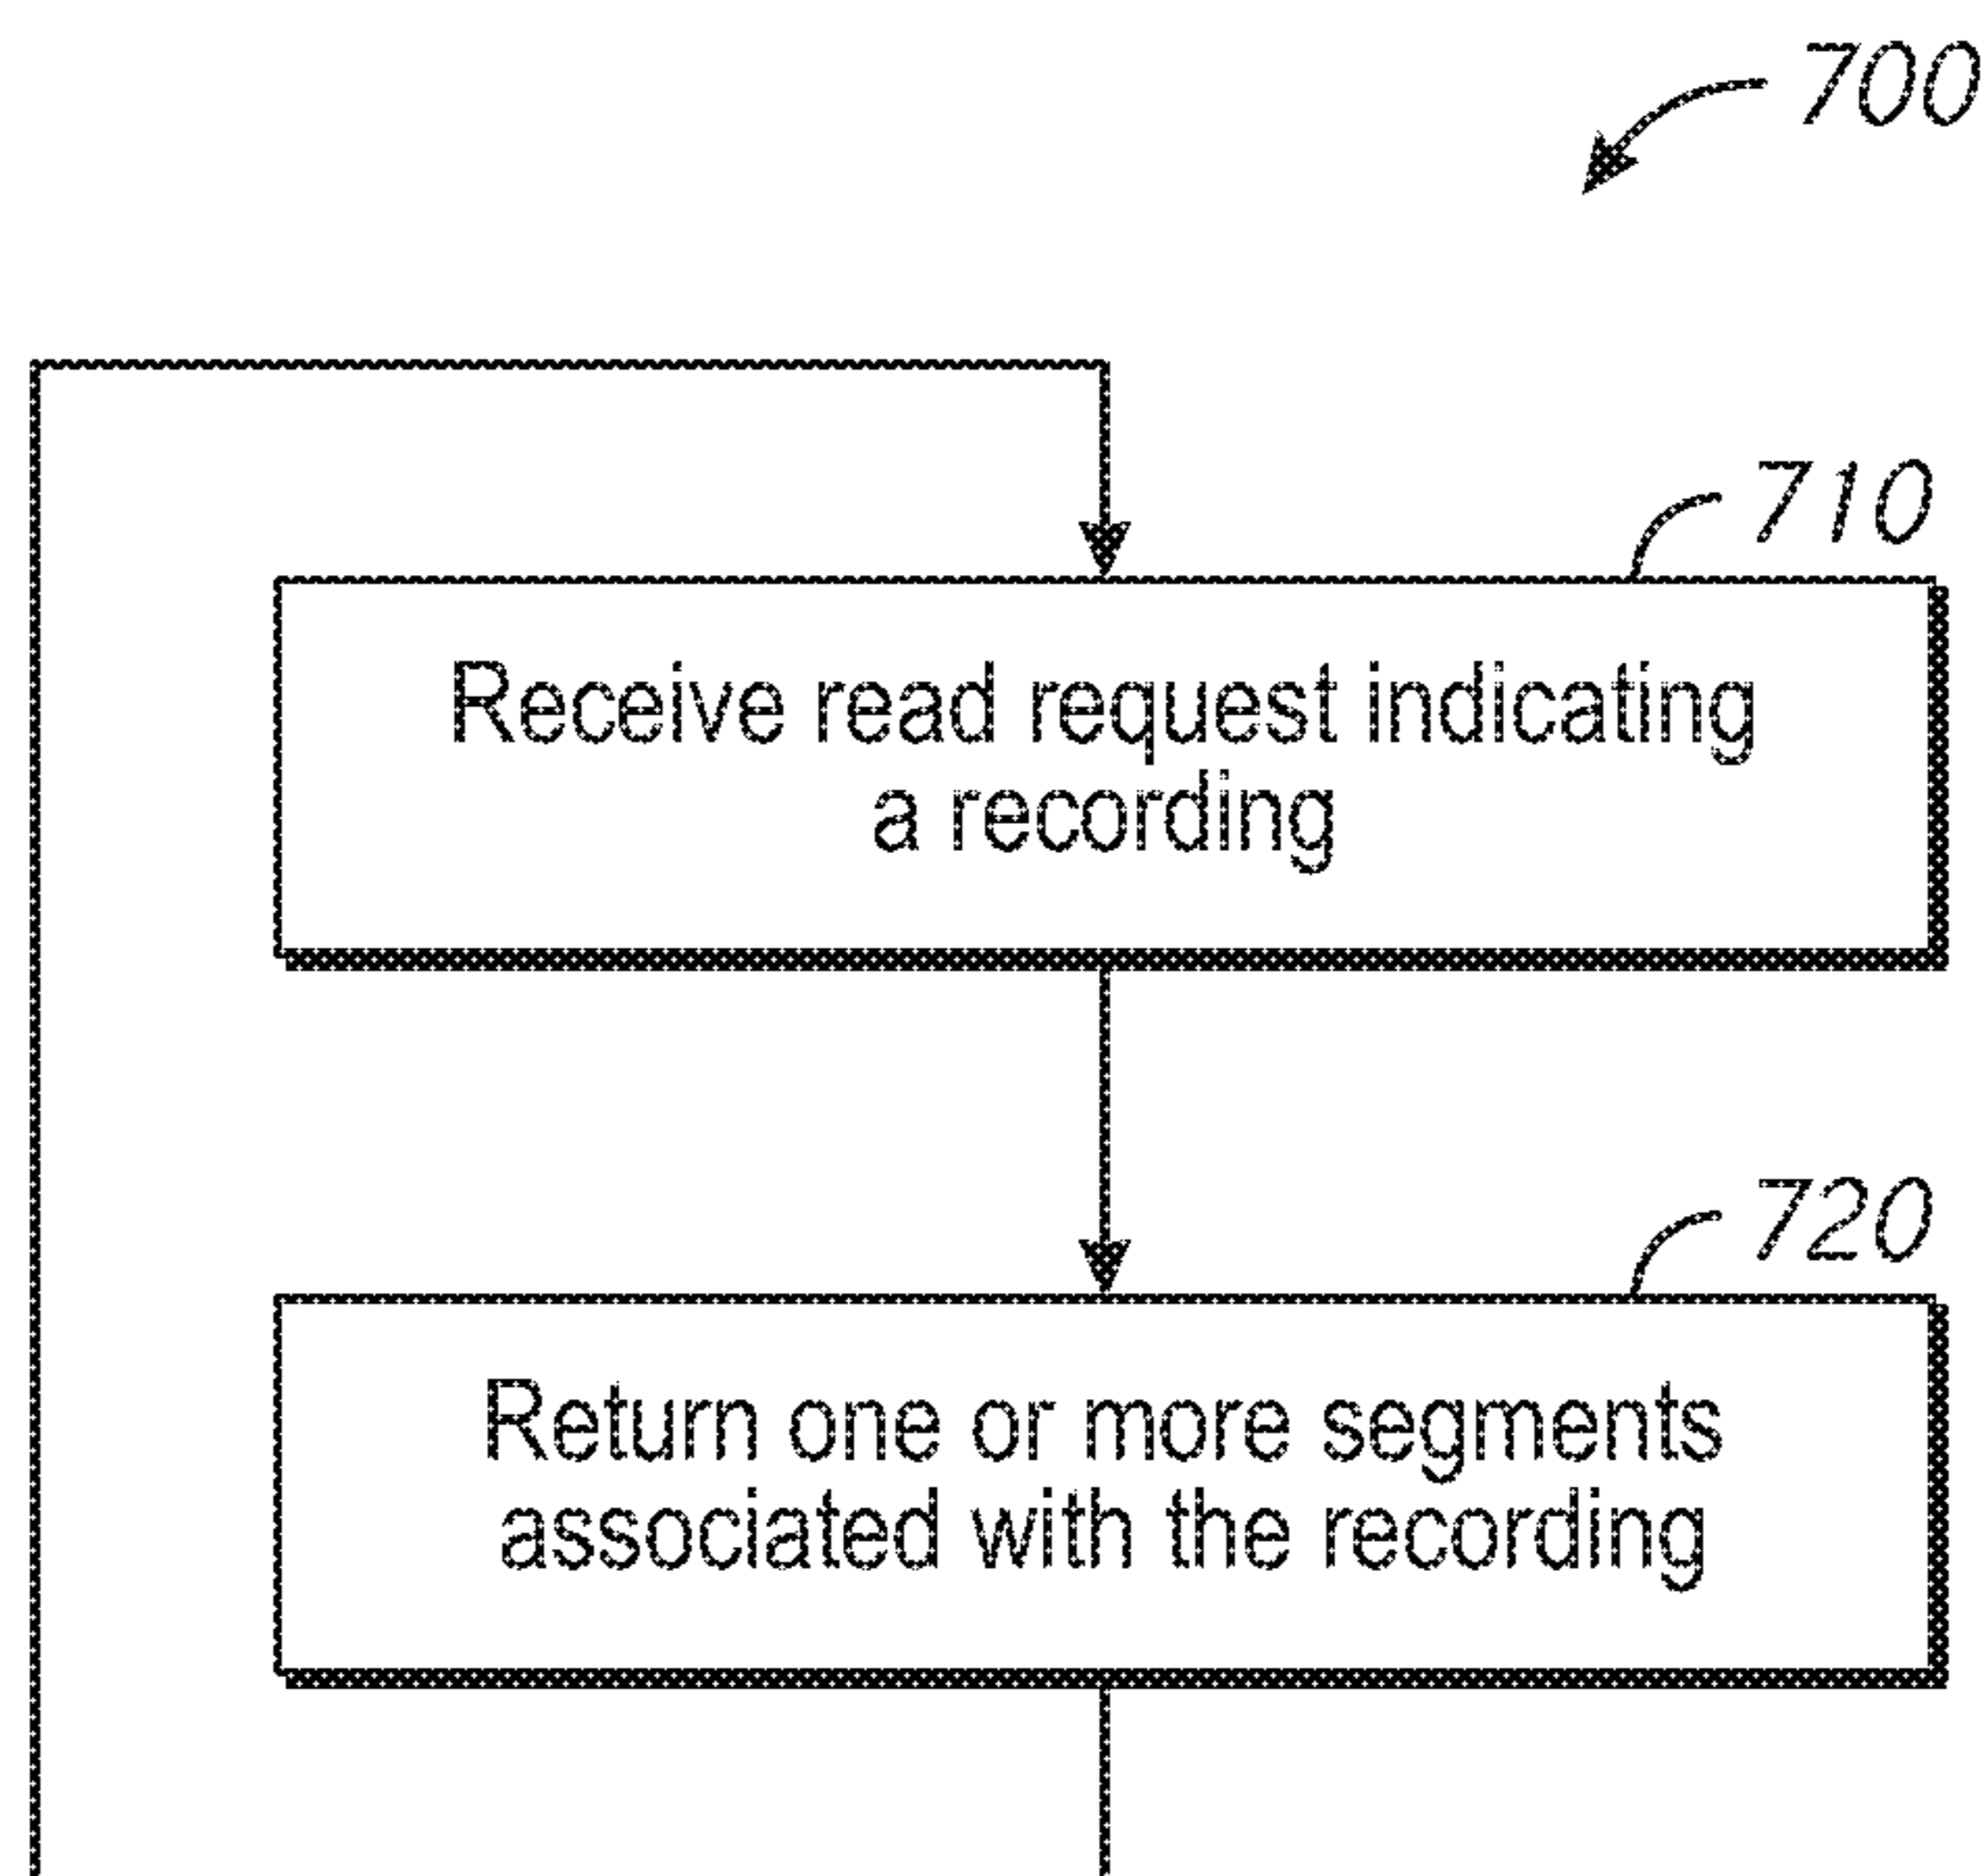 700
710
Receive read request indicating
a recording
720
Return one or more segments
associated with the recording